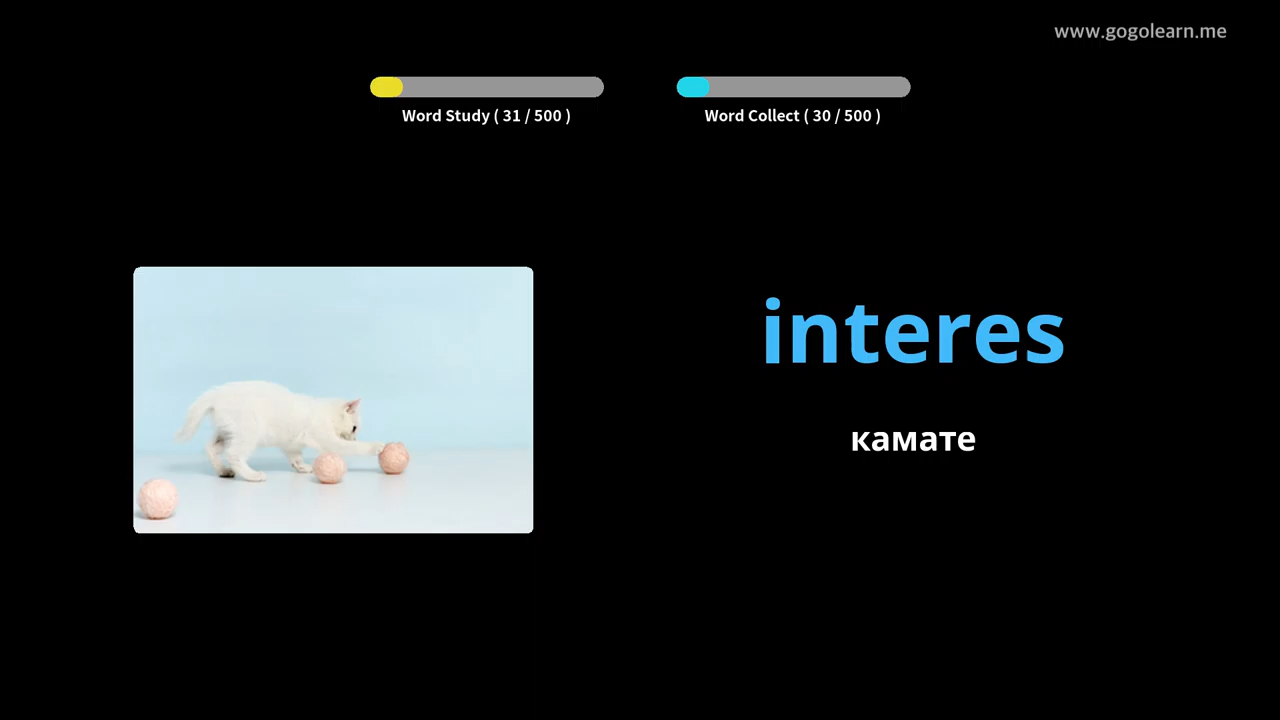 www.gogolearn.me
Word Study ( 31 / 500 )
Word Collect ( 30 / 500 )
interes
камате